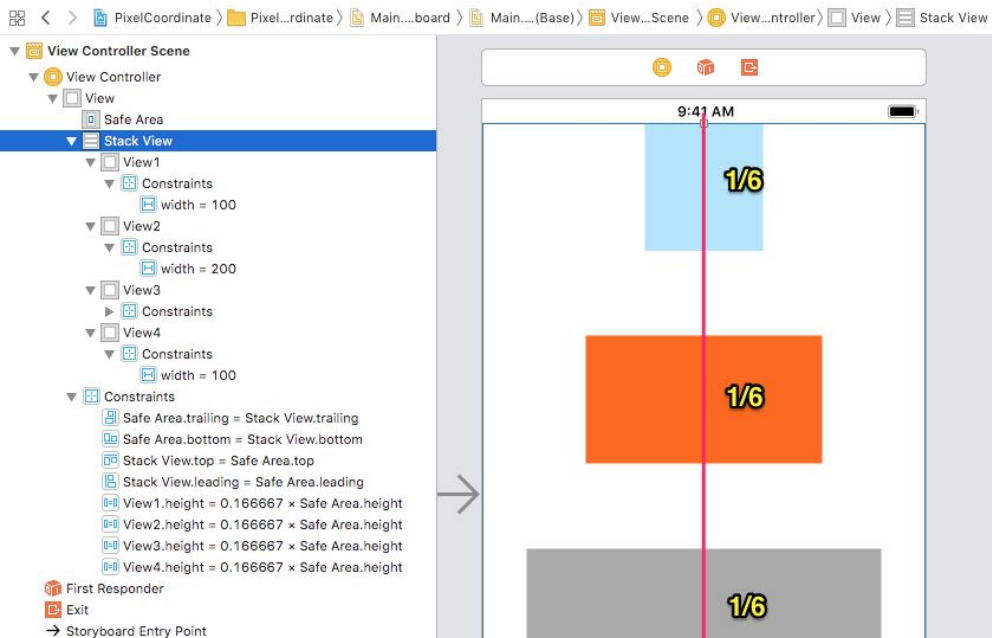 PixelCoordinate Pixel...rdinate Main....board Main....(Base) View...Scene View...ntroller View Stack View
View Controller Scene
View Controller
View
Safe Area
Stack View
View1
Constraints
width = 100
View2
Constraints
width = 200
View3
Constraints
View4
Constraints
width = 100
Constraints
Safe Area.trailing = Stack View.trailing
Safe Area.bottom = Stack View.bottom
Stack View.top = Safe Area.top
Stack View.leading = Safe Area.leading
View1.height = 0.166667 × Safe Area.height
View2.height = 0.166667 × Safe Area.height
View3.height = 0.166667 × Safe Area.height
View4.height = 0.166667 × Safe Area.height
First Responder
Exit
Storyboard Entry Point
9:41 AM
1/6
1/6
1/6